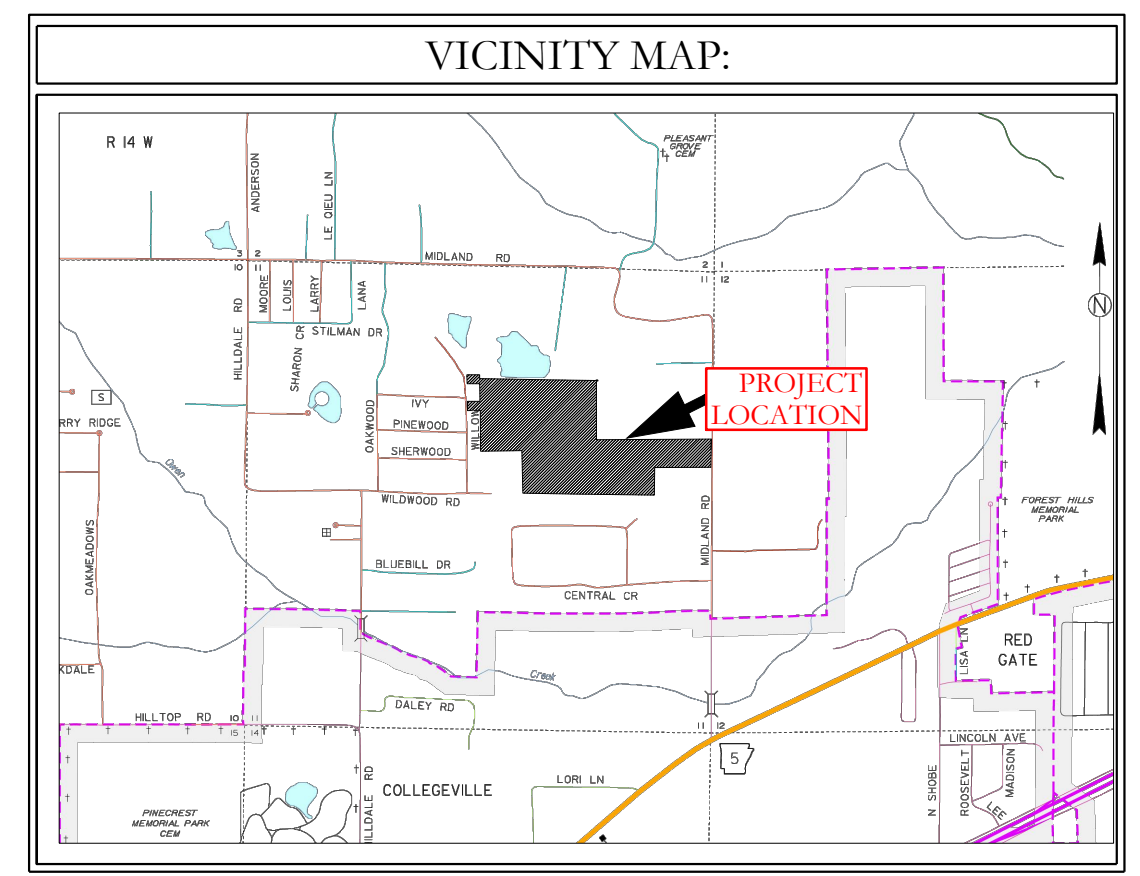 VICINITY MAP:
R 14 W
ANDERSON
LE QIEU LN
PLEASANT
GROVE
CEM
3 2
10 11
MIDLAND RD
2 1
11 12
HILLDALE RD
MOORE
LOUIS
LARRY
LANA
STILMAN DR
SHARON CR
N
S
RRY RIDGE
OAKWOOD
IVY
PINEWOOD
SHERWOOD
WILLOW
PROJECT
LOCATION
WILDWOOD RD
Owen
OAKMEADOWS
MIDLAND RD
FOREST HILLS
MEMORIAL
PARK
BLUEBILL DR
CENTRAL CR
LISA LN
RED
GATE
KDALE
Creek
DALEY RD
HILLTOP RD
10 11
15 14
11 12
5
LINCOLN AVE
HILLDALE RD
COLLEGEVILLE
LORI LN
N SHOBE
ROOSEVELT
MADISON
LEE
PINECREST
MEMORIAL PARK
CEM